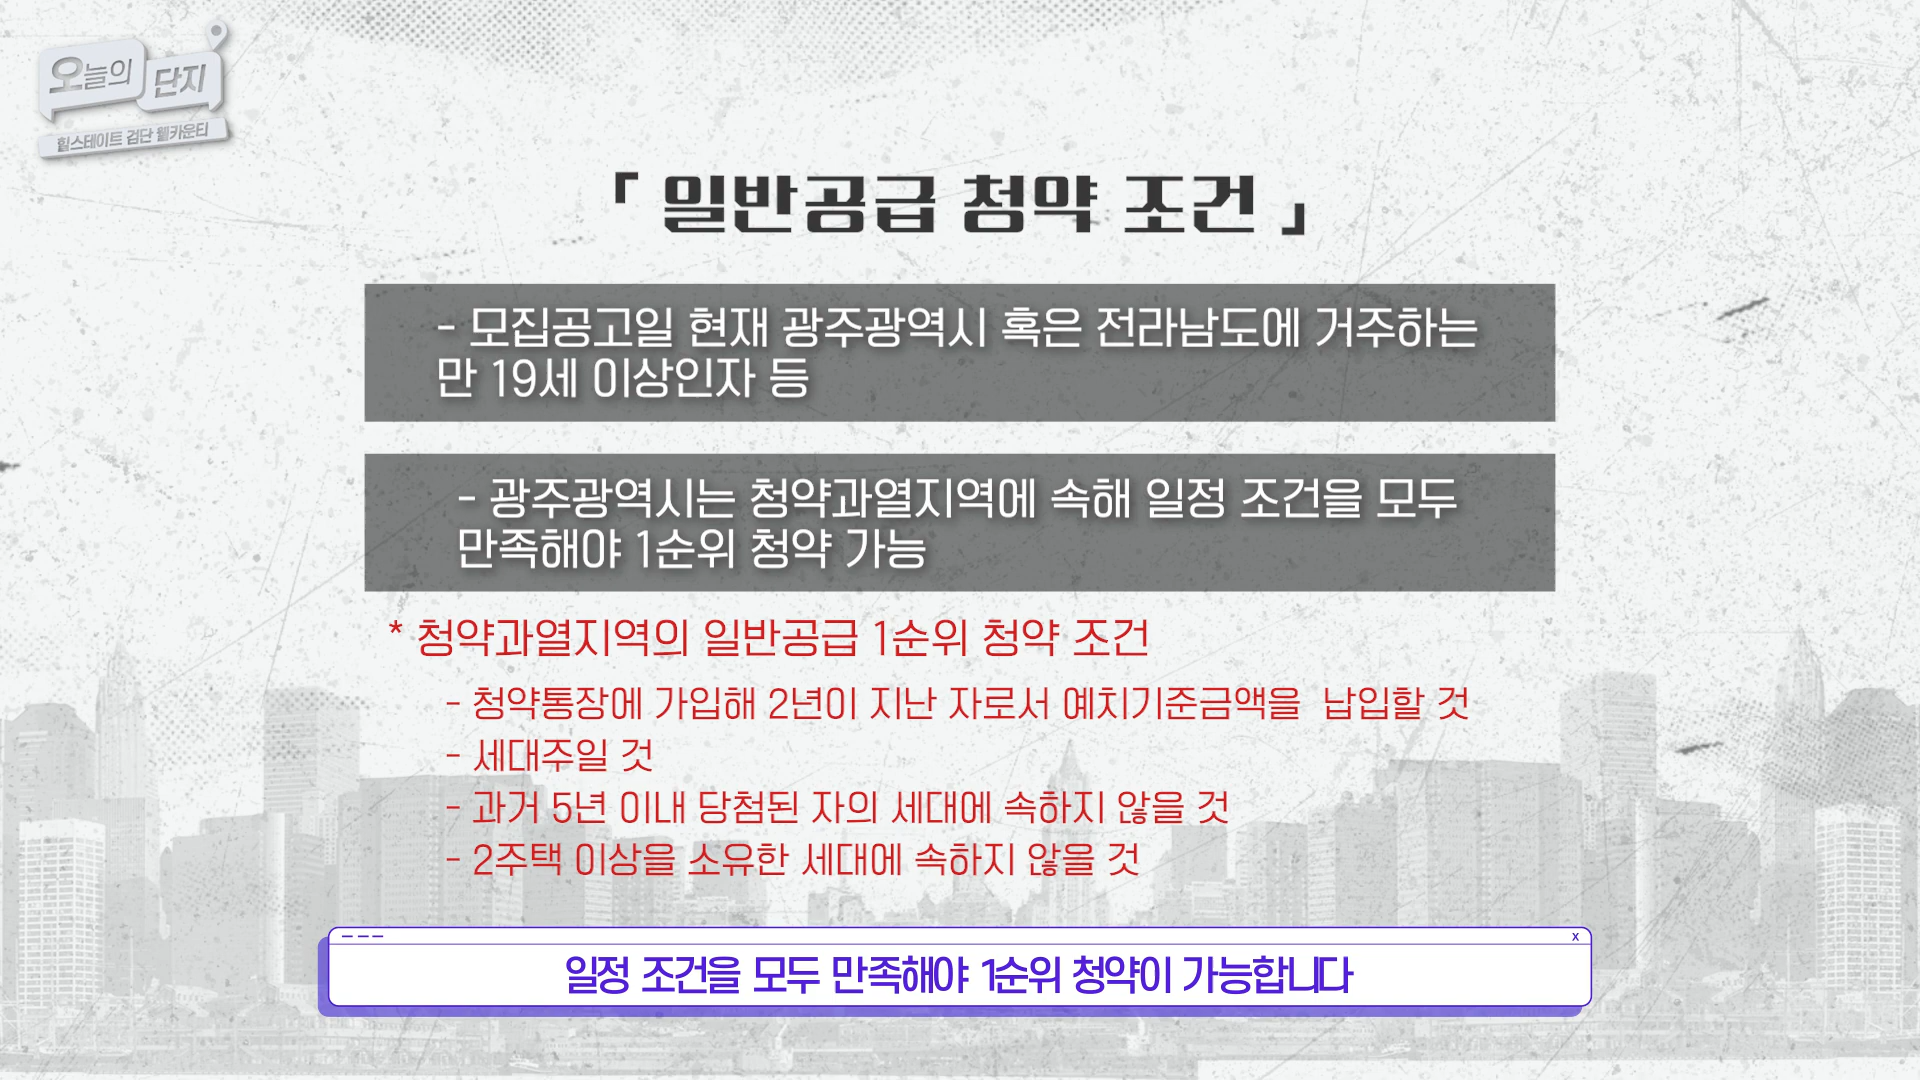 오늘의 단지
힐스테이트 검단 웰카운티
「 일반공급 청약 조건 」
- 모집공고일 현재 광주광역시 혹은 전라남도에 거주하는
만 19세 이상인자 등
- 광주광역시는 청약과열지역에 속해 일정 조건을 모두
만족해야 1순위 청약 가능
* 청약과열지역의 일반공급 1순위 청약 조건
- 청약통장에 가입해 2년이 지난 자로서 예치기준금액을 납입할 것
- 세대주일 것
- 과거 5년 이내 당첨된 자의 세대에 속하지 않을 것
- 2주택 이상을 소유한 세대에 속하지 않을 것
x
일정 조건을 모두 만족해야 1순위 청약이 가능합니다